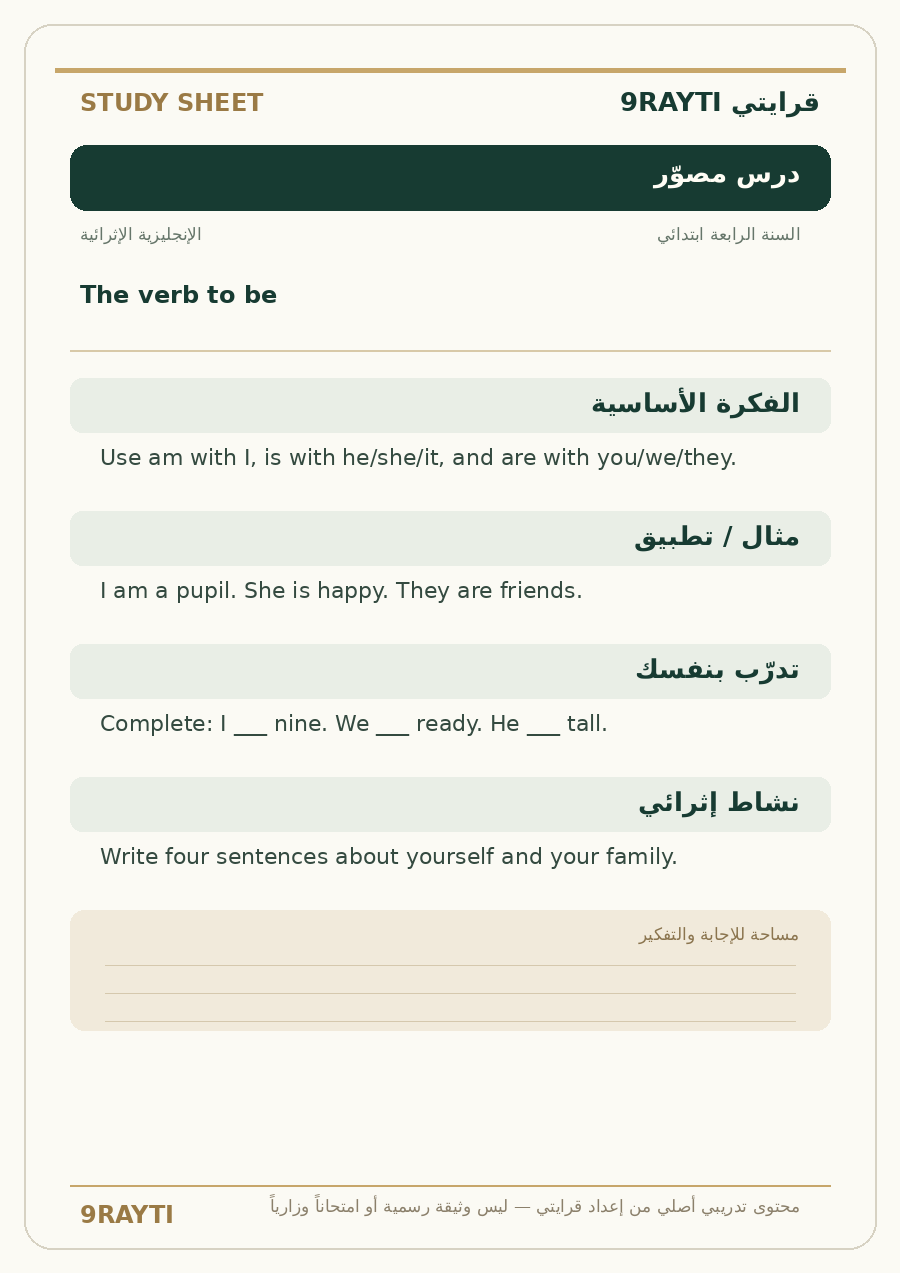 قرايتي 9RAYTI
STUDY SHEET
درس مصوّر
السنة الرابعة ابتدائي
الإنجليزية الإثرائية
The verb to be
الفكرة الأساسية
Use am with I, is with he/she/it, and are with you/we/they.
مثال / تطبيق
I am a pupil. She is happy. They are friends.
تدرّب بنفسك
Complete: I ___ nine. We ___ ready. He ___ tall.
نشاط إثرائي
Write four sentences about yourself and your family.
مساحة للإجابة والتفكير
محتوى تدريبي أصلي من إعداد قرايتي — ليس وثيقة رسمية أو امتحاناً وزارياً
9RAYTI